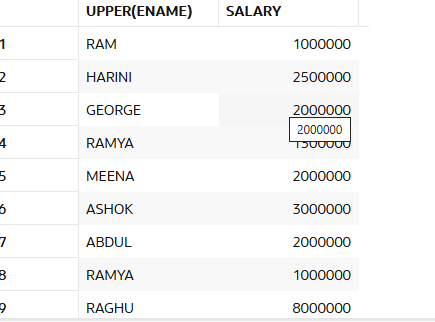 UPPER(ENAME) SALARY
1 RAM 1000000
2 HARINI 2500000
3 GEORGE 2000000
2000000
4 RAMYA 1500000
5 MEENA 2000000
6 ASHOK 3000000
7 ABDUL 2000000
8 RAMYA 1000000
9 RAGHU 8000000